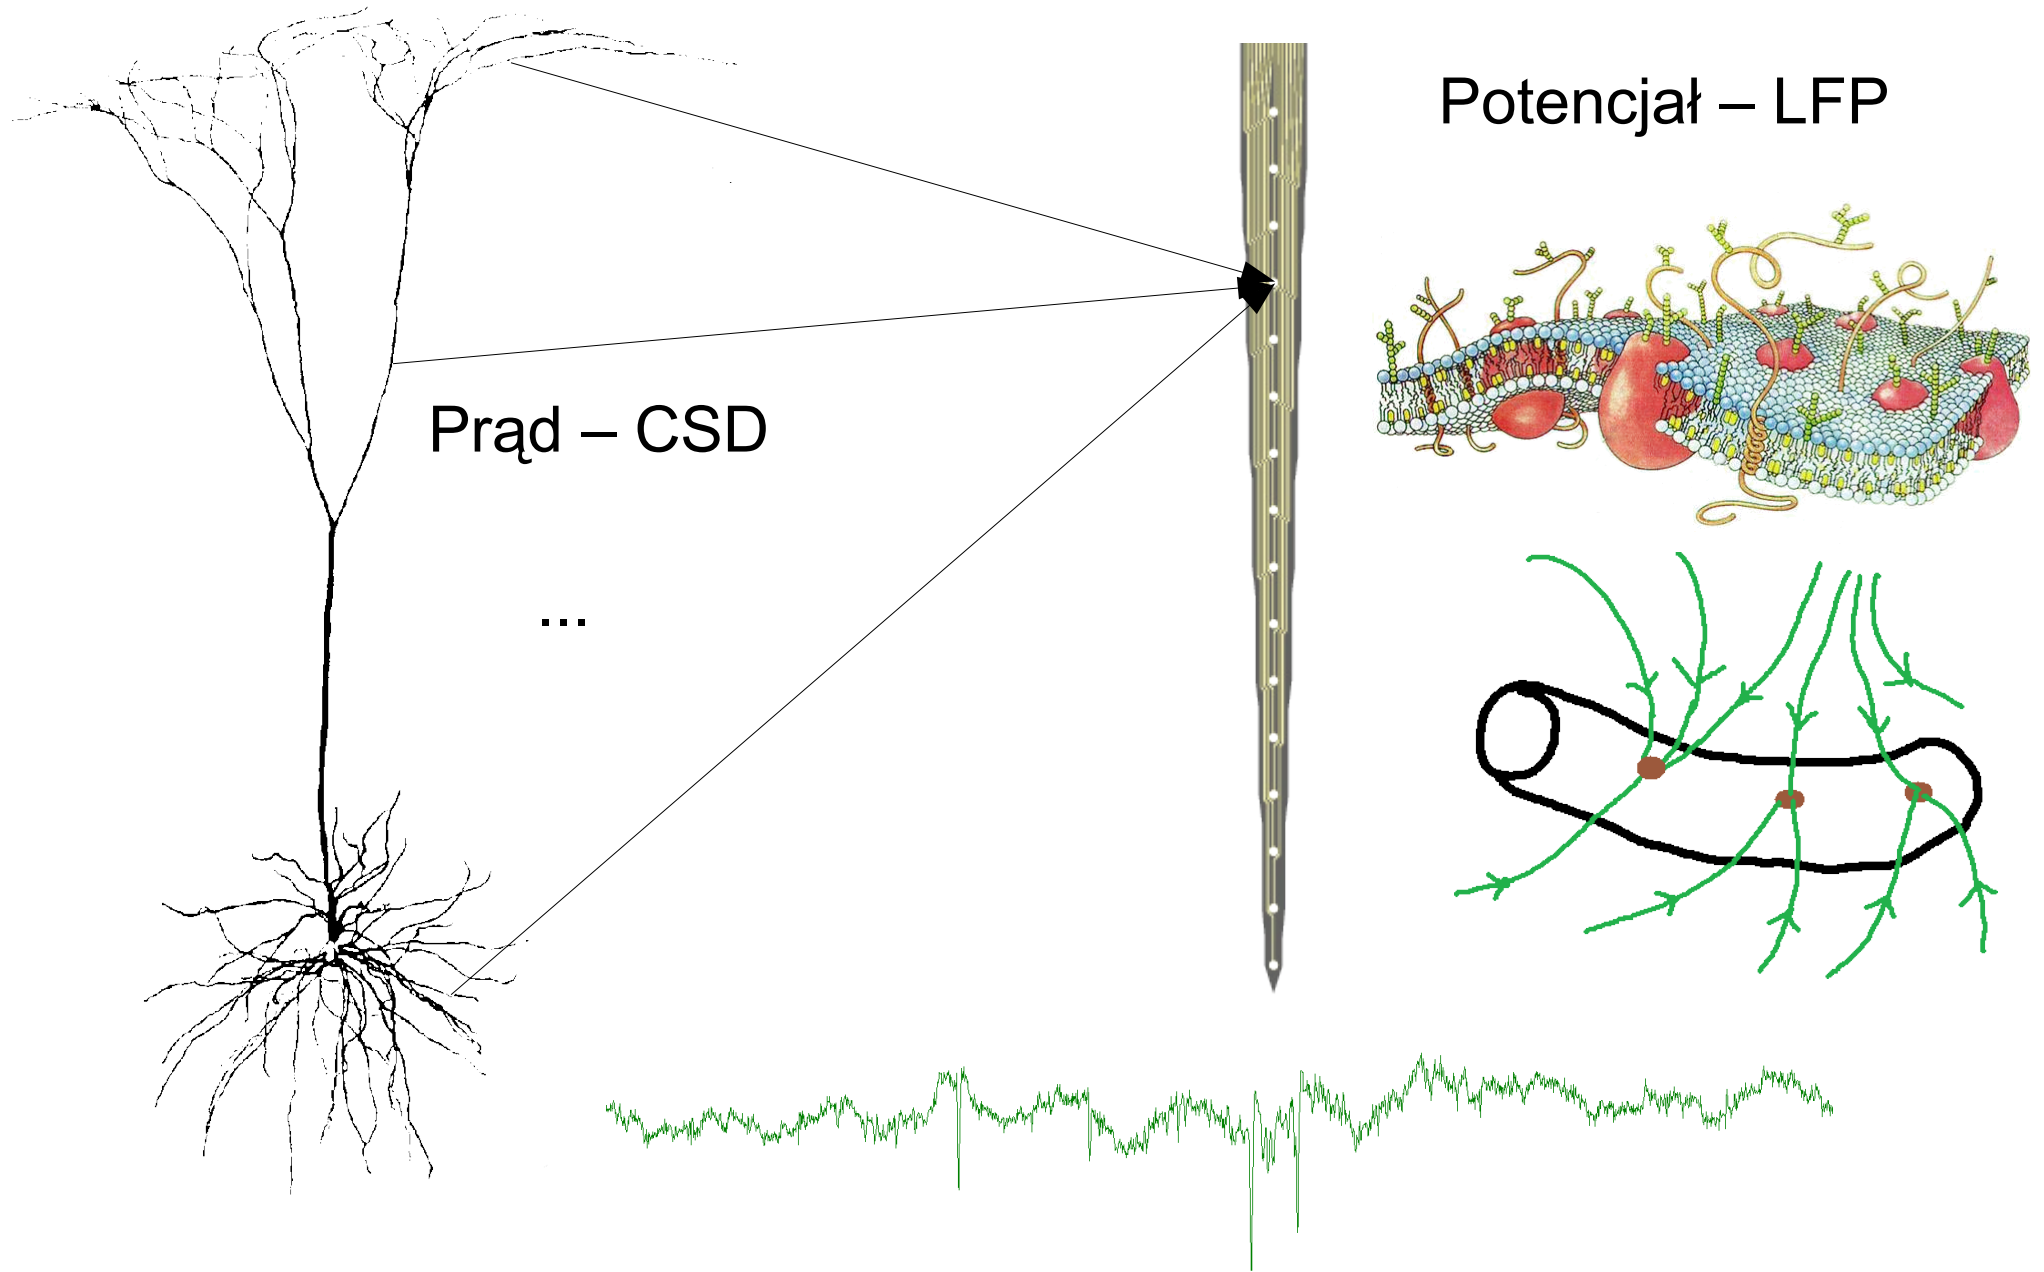 Potencjał – LFP
Prąd – CSD
...